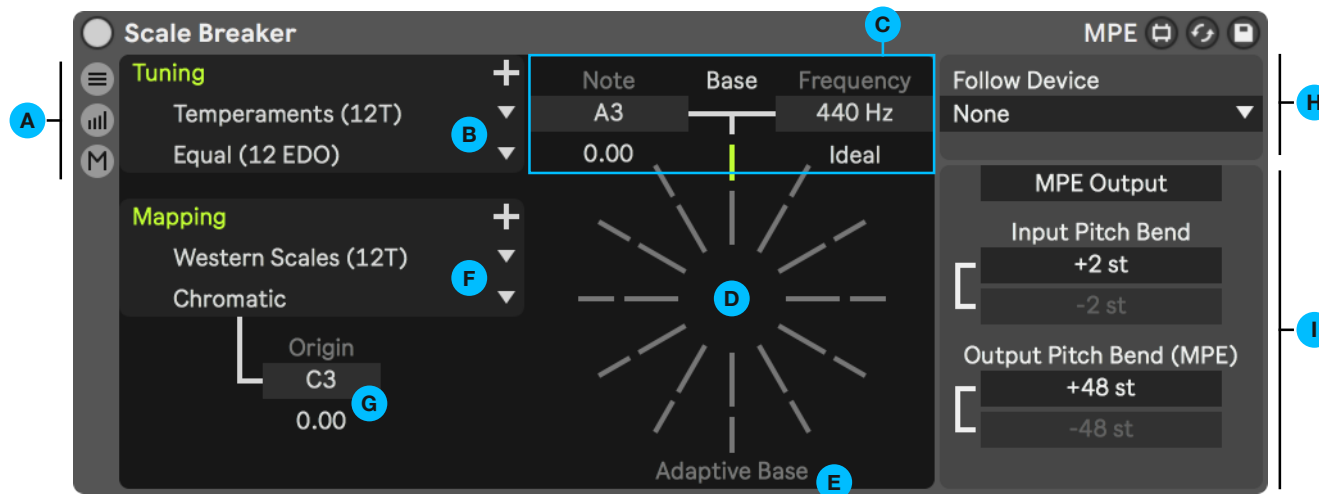 Scale Breaker
MPE
C
A
M
Tuning
Temperaments (12T)
Equal (12 EDO)
B
Note Base Frequency
A3 440 Hz
0.00 Ideal
Follow Device
None
H
Mapping
Western Scales (12T)
Chromatic
F
Origin
C3
0.00
G
D
Adaptive Base
E
MPE Output
Input Pitch Bend
+2 st
-2 st
Output Pitch Bend (MPE)
+48 st
-48 st
I